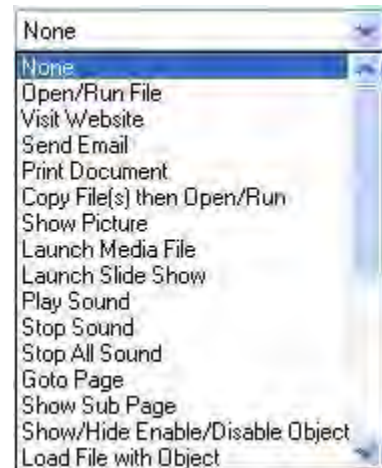 None
None
Open/Run File
Visit Website
Send Email
Print Document
Copy File(s) then Open/Run
Show Picture
Launch Media File
Launch Slide Show
Play Sound
Stop Sound
Stop All Sound
Goto Page
Show Sub Page
Show/Hide Enable/Disable Object
Load File with Object